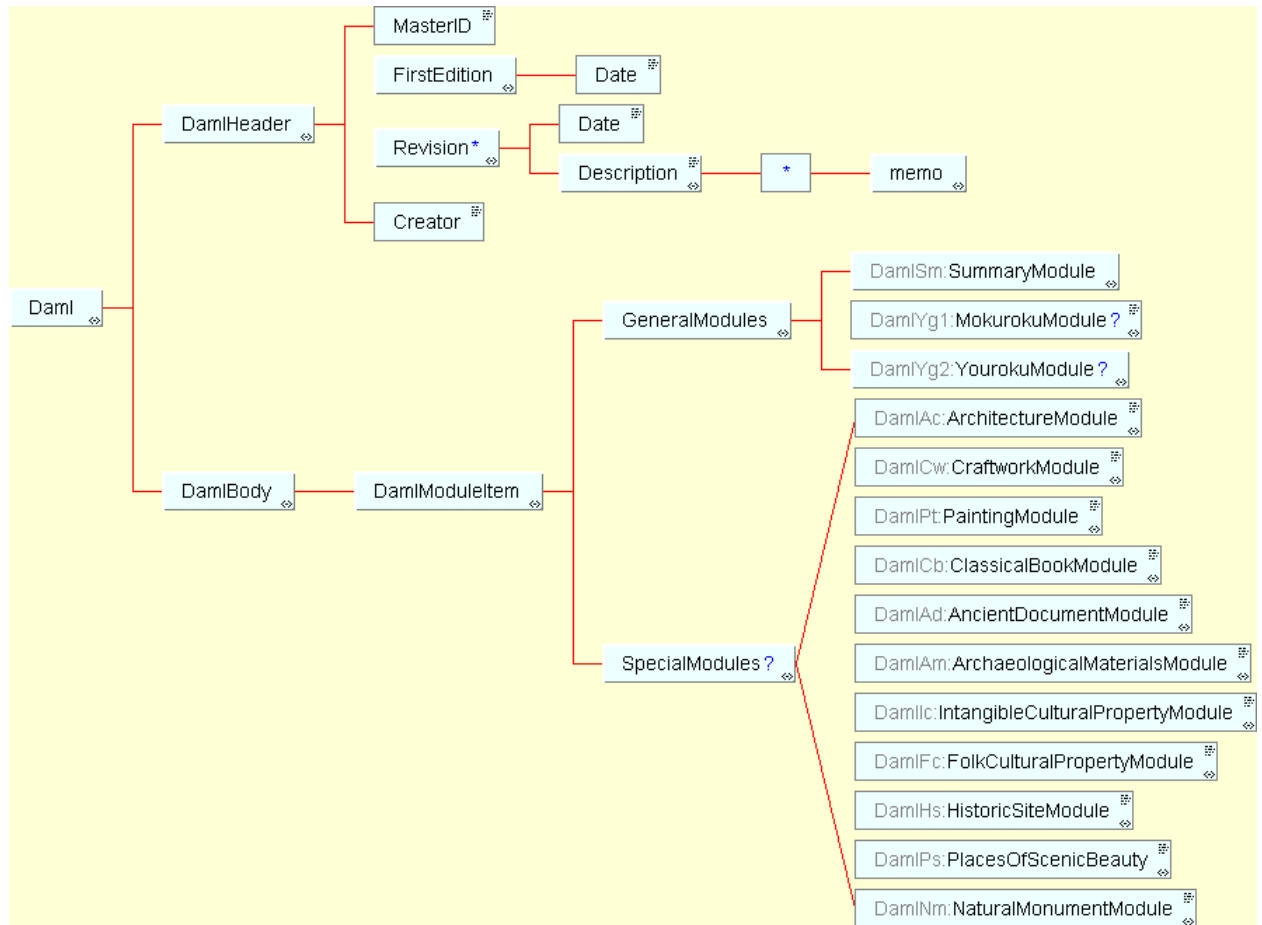 MasterID
FirstEdition
Date
DamlHeader
Date
Revision*
Description
*
memo
Creator
Daml
DamlSm:SummaryModule
GeneralModules
DamlYg1:MokurokuModule?
DamlYg2:YourokuModule?
DamlAc:ArchitectureModule
DamlCw:CraftworkModule
DamlBody
DamlModuleItem
DamlPt:PaintingModule
DamlCb:ClassicalBookModule
DamlAd:AncientDocumentModule
SpecialModules?
DamlAm:ArchaeologicalMaterialsModule
DamlIc:IntangibleCulturalPropertyModule
DamlFc:FolkCulturalPropertyModule
DamlHs:HistoricSiteModule
DamlPs:PlacesOfScenicBeauty
DamlNm:NaturalMonumentModule